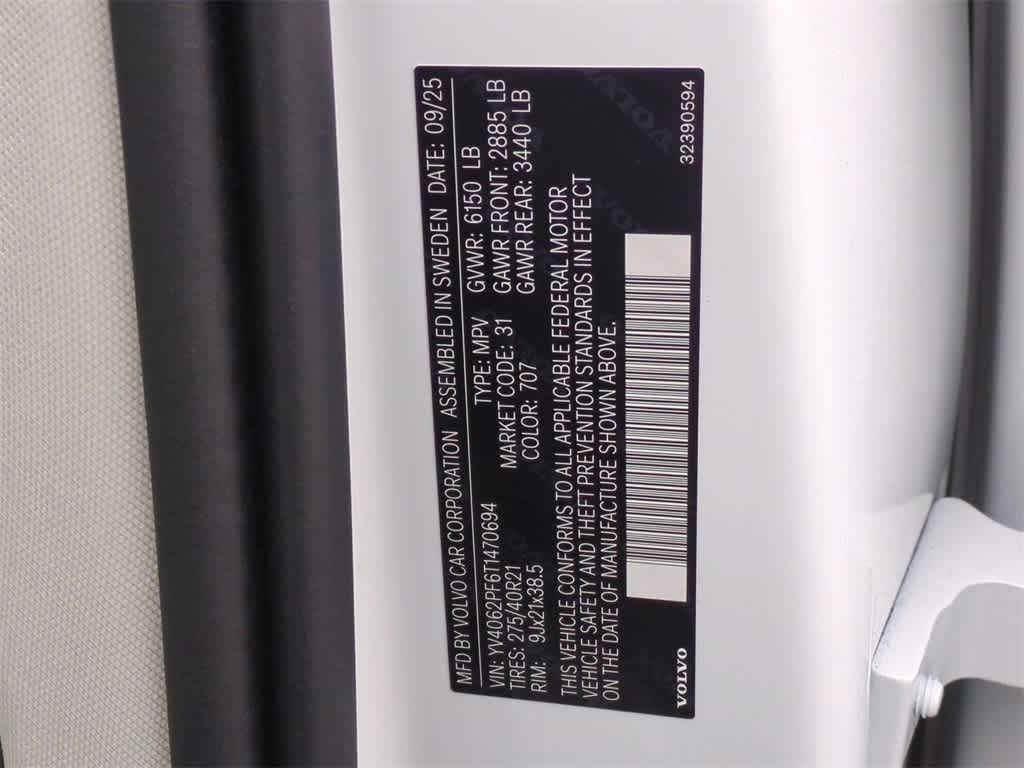 MFD BY VOLVO CAR CORPORATION ASSEMBLED IN SWEDEN DATE: 09/25
VIN: YV4062PF6T1470694 TYPE: MPV GVWR: 6150 LB
TIRES: 275/40R21 MARKET CODE: 31 GAWR FRONT: 2885 LB
RIM: 9Jx21x38.5 COLOR: 707 GAWR REAR: 3440 LB
THIS VEHICLE CONFORMS TO ALL APPLICABLE FEDERAL MOTOR
VEHICLE SAFETY AND THEFT PREVENTION STANDARDS IN EFFECT
ON THE DATE OF MANUFACTURE SHOWN ABOVE.
VOLVO 32390594